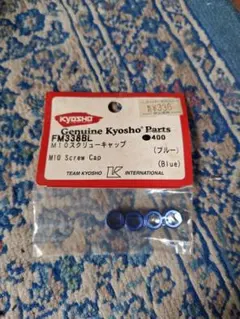 KYOSHO
Genuine Kyosho Parts
FM338BL
400
M10スクリューキャップ
(ブルー)
M10 Screw Cap
(Blue)
TEAM KYOSHO K INTERNATIONAL